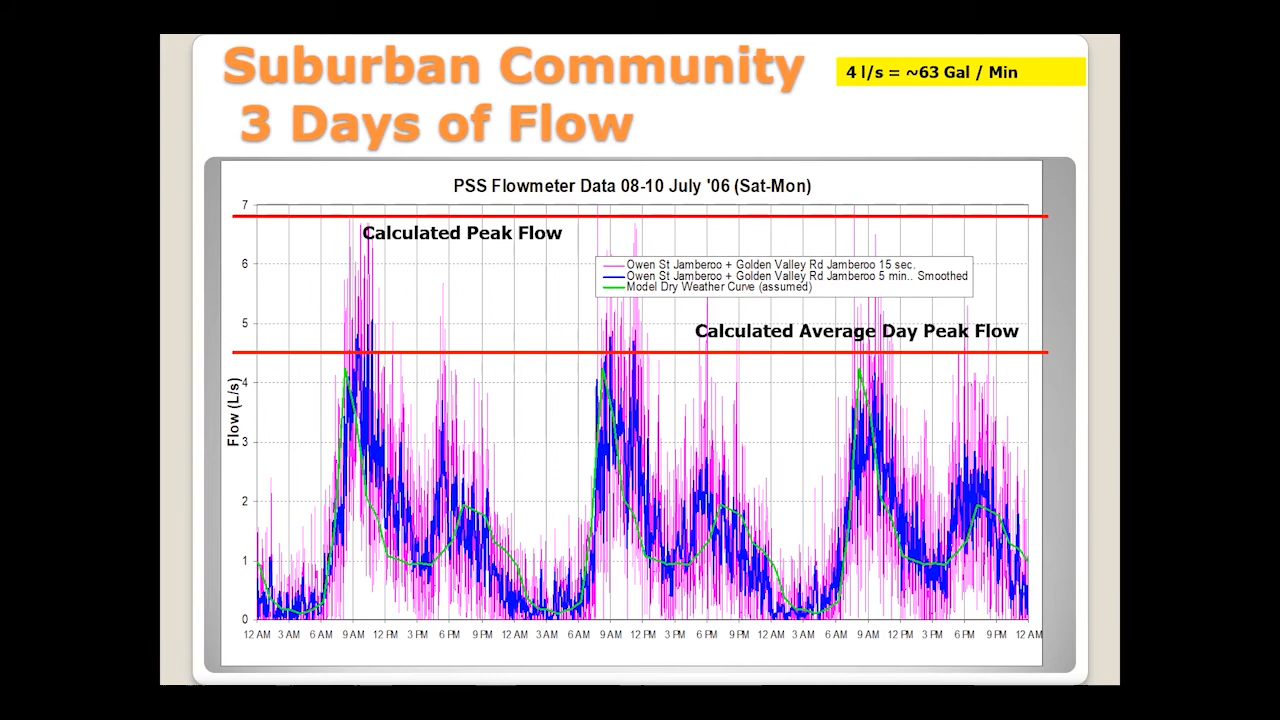 Suburban Community
3 Days of Flow
4 l/s = ~63 Gal / Min
PSS Flowmeter Data 08-10 July '06 (Sat-Mon)
Calculated Peak Flow
Owen St Jamberoo + Golden Valley Rd Jamberoo 15 sec.
Owen St Jamberoo + Golden Valley Rd Jamberoo 5 min.. Smoothed
Model Dry Weather Curve (assumed)
Calculated Average Day Peak Flow
Flow (L/s)
7
6
5
4
3
2
1
0
12 AM 3 AM 6 AM 9 AM 12 PM 3 PM 6 PM 9 PM 12 AM 3 AM 6 AM 9 AM 12 PM 3 PM 6 PM 9 PM 12 AM 3 AM 6 AM 9 AM 12 PM 3 PM 6 PM 9 PM 12 AM